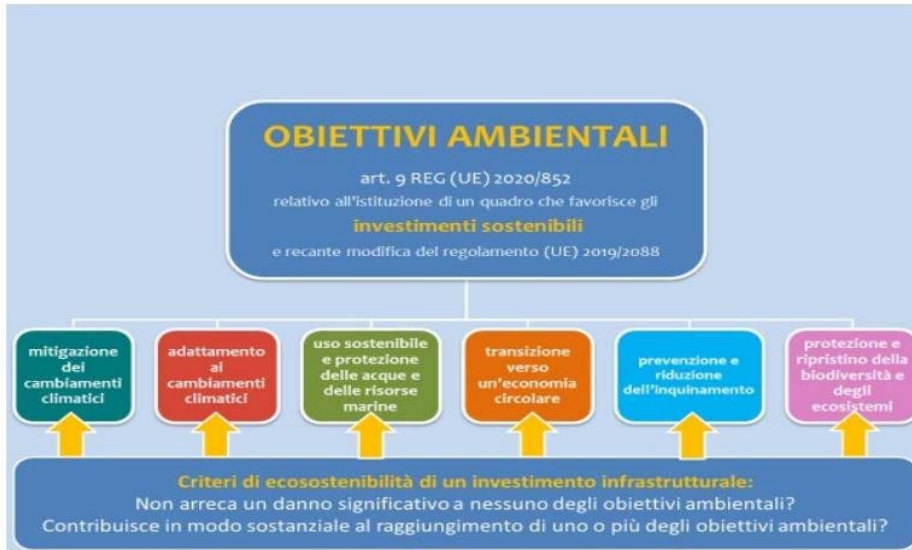 OBIETTIVI AMBIENTALI
art. 9 REG (UE) 2020/852
relativo all'istituzione di un quadro che favorisce gli
investimenti sostenibili
e recante modifica del regolamento (UE) 2019/2088
mitigazione
dei
cambiamenti
climatici
adattamento
ai
cambiamenti
climatici
uso sostenibile
e protezione
delle acque e
delle risorse
marine
transizione
verso
un'economia
circolare
prevenzione e
riduzione
dell'inquinamento
protezione e
ripristino della
biodiversità e
degli
ecosistemi
Criteri di ecosostenibilità di un investimento infrastrutturale:
Non arreca un danno significativo a nessuno degli obiettivi ambientali?
Contribuisce in modo sostanziale al raggiungimento di uno o più degli obiettivi ambientali?